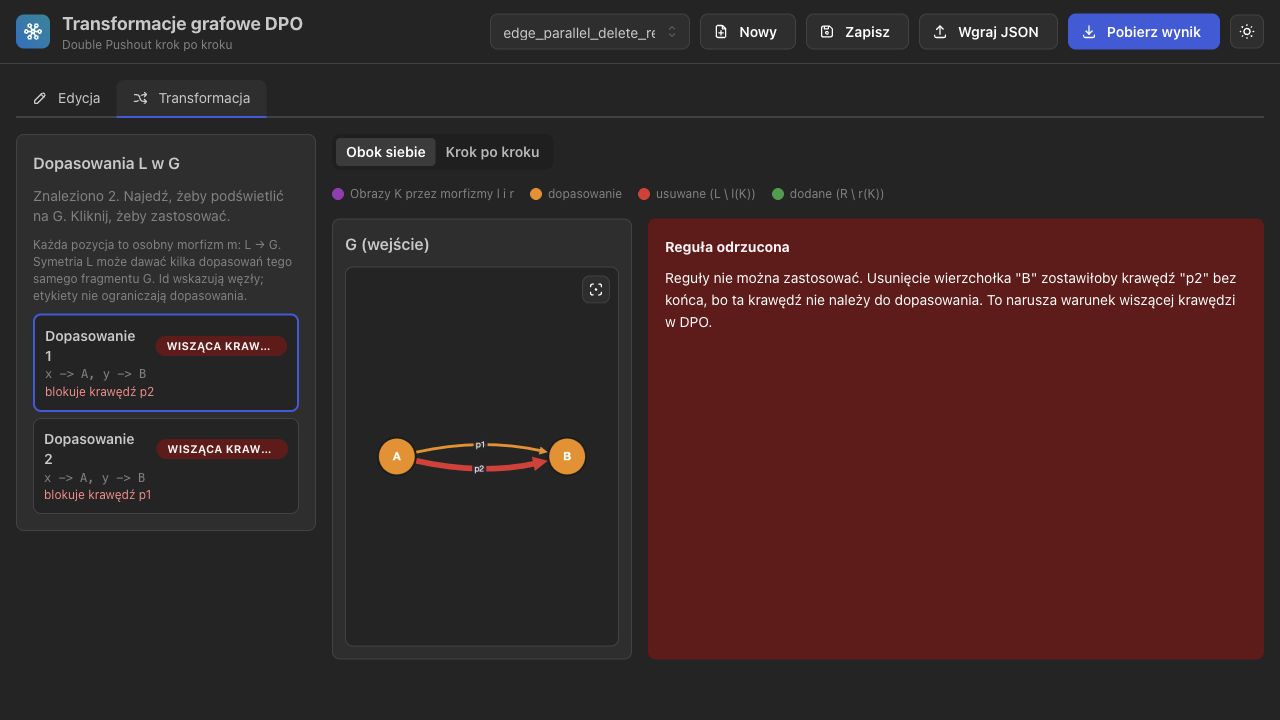 Transformacje grafowe DPO
Double Pushout krok po kroku
edge_parallel_delete_re
Nowy
Zapisz
Wgraj JSON
Pobierz wynik
Edycja
Transformacja
Dopasowania L w G
Znaleziono 2. Najedź, żeby podświetlić
na G. Kliknij, żeby zastosować.
Każda pozycja to osobny morfizm m: L → G.
Symetria L może dawać kilka dopasowań tego
samego fragmentu G. Id wskazują węzły;
etykiety nie ograniczają dopasowania.
Dopasowanie
1
WISZĄCA KRAW...
x -> A, y -> B
blokuje krawędź p2
Dopasowanie
2
WISZĄCA KRAW...
x -> A, y -> B
blokuje krawędź p1
Obok siebie
Krok po kroku
Obrazy K przez morfizmy l i r
dopasowanie
usuwane (L \ l(K))
dodane (R \ r(K))
G (wejście)
A
p1
p2
B
Reguła odrzucona
Reguły nie można zastosować. Usunięcie wierzchołka "B" zostawiłoby krawędź "p2" bez
końca, bo ta krawędź nie należy do dopasowania. To narusza warunek wiszącej krawędzi
w DPO.